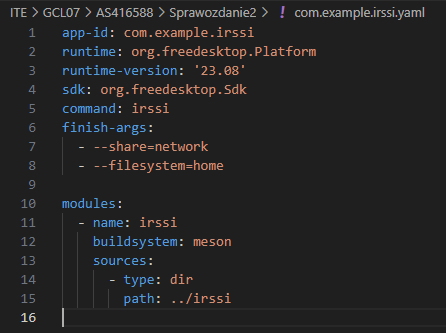 ITE > GCL07 > AS416588 > Sprawozdanie2 > ! com.example.irssi.yaml
1 app-id: com.example.irssi
2 runtime: org.freedesktop.Platform
3 runtime-version: '23.08'
4 sdk: org.freedesktop.Sdk
5 command: irssi
6 finish-args:
7   - --share=network
8   - --filesystem=home
9
10 modules:
11   - name: irssi
12     buildsystem: meson
13     sources:
14       - type: dir
15         path: ../irssi
16